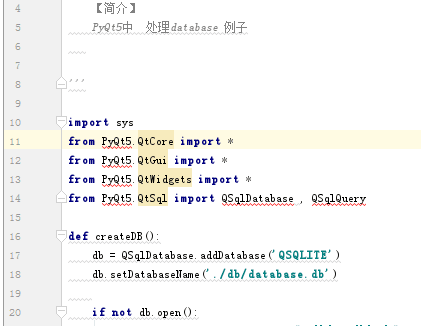 4 【简介】
5 PyQt5中 处理database 例子
6
7
8 '''
9
10 import sys
11 from PyQt5.QtCore import *
12 from PyQt5.QtGui import *
13 from PyQt5.QtWidgets import *
14 from PyQt5.QtSql import QSqlDatabase , QSqlQuery
15
16 def createDB():
17 db = QSqlDatabase.addDatabase('QSQLITE')
18 db.setDatabaseName('./db/database.db')
19
20 if not db.open():